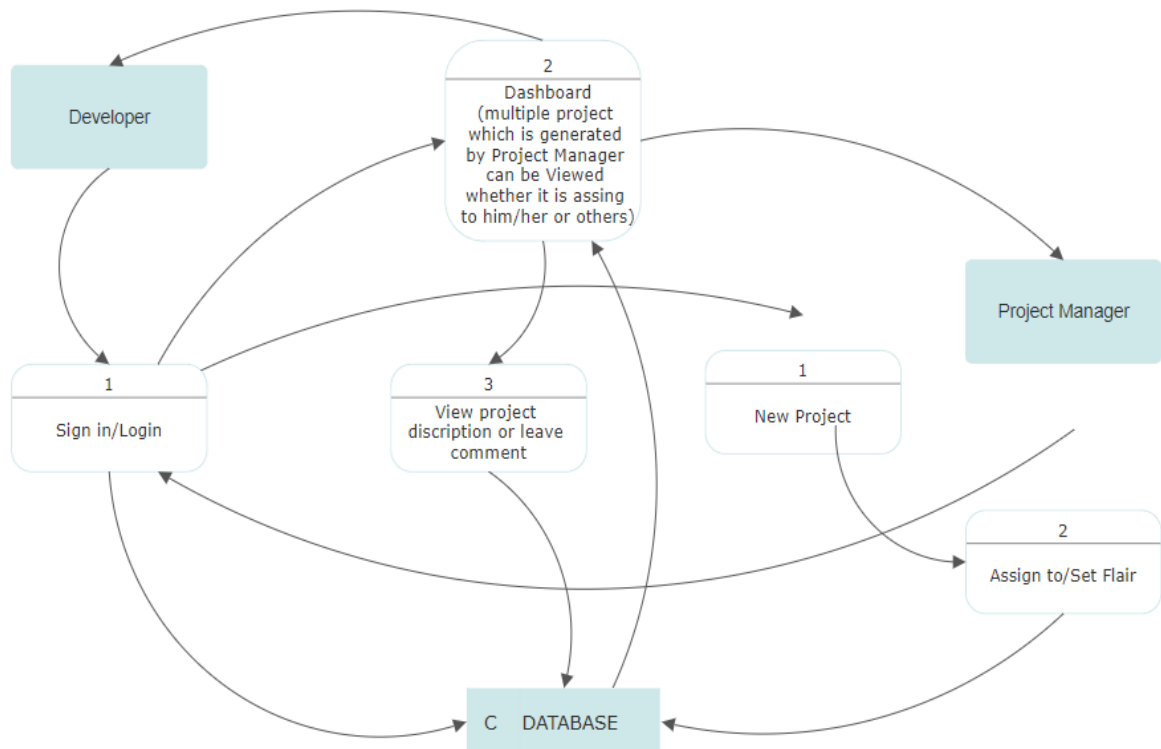 Developer
2
Dashboard
(multiple project
which is generated
by Project Manager
can be Viewed
whether it is assing
to him/her or others)
Project Manager
1
Sign in/Login
3
View project
discription or leave
comment
1
New Project
2
Assign to/Set Flair
C DATABASE